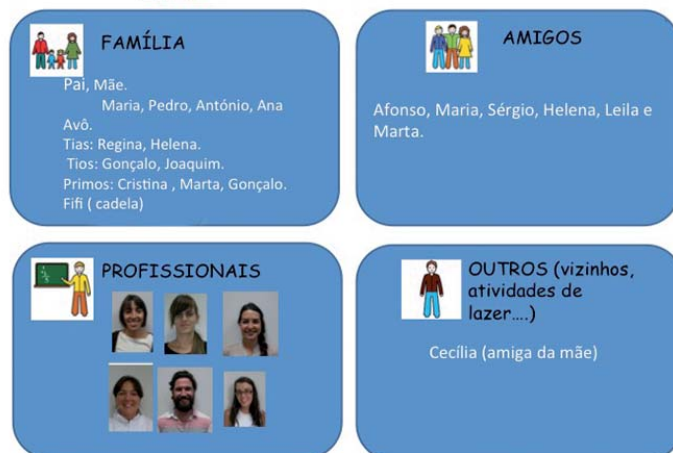 FAMÍLIA
Pai, Mãe.
Maria, Pedro, António, Ana
Avô.
Tias: Regina, Helena.
Tios: Gonçalo, Joaquim.
Primos: Cristina , Marta, Gonçalo.
Fifi ( cadela)
AMIGOS
Afonso, Maria, Sérgio, Helena, Leila e
Marta.
PROFISSIONAIS
OUTROS (vizinhos,
atividades de
lazer....)
Cecília (amiga da mãe)